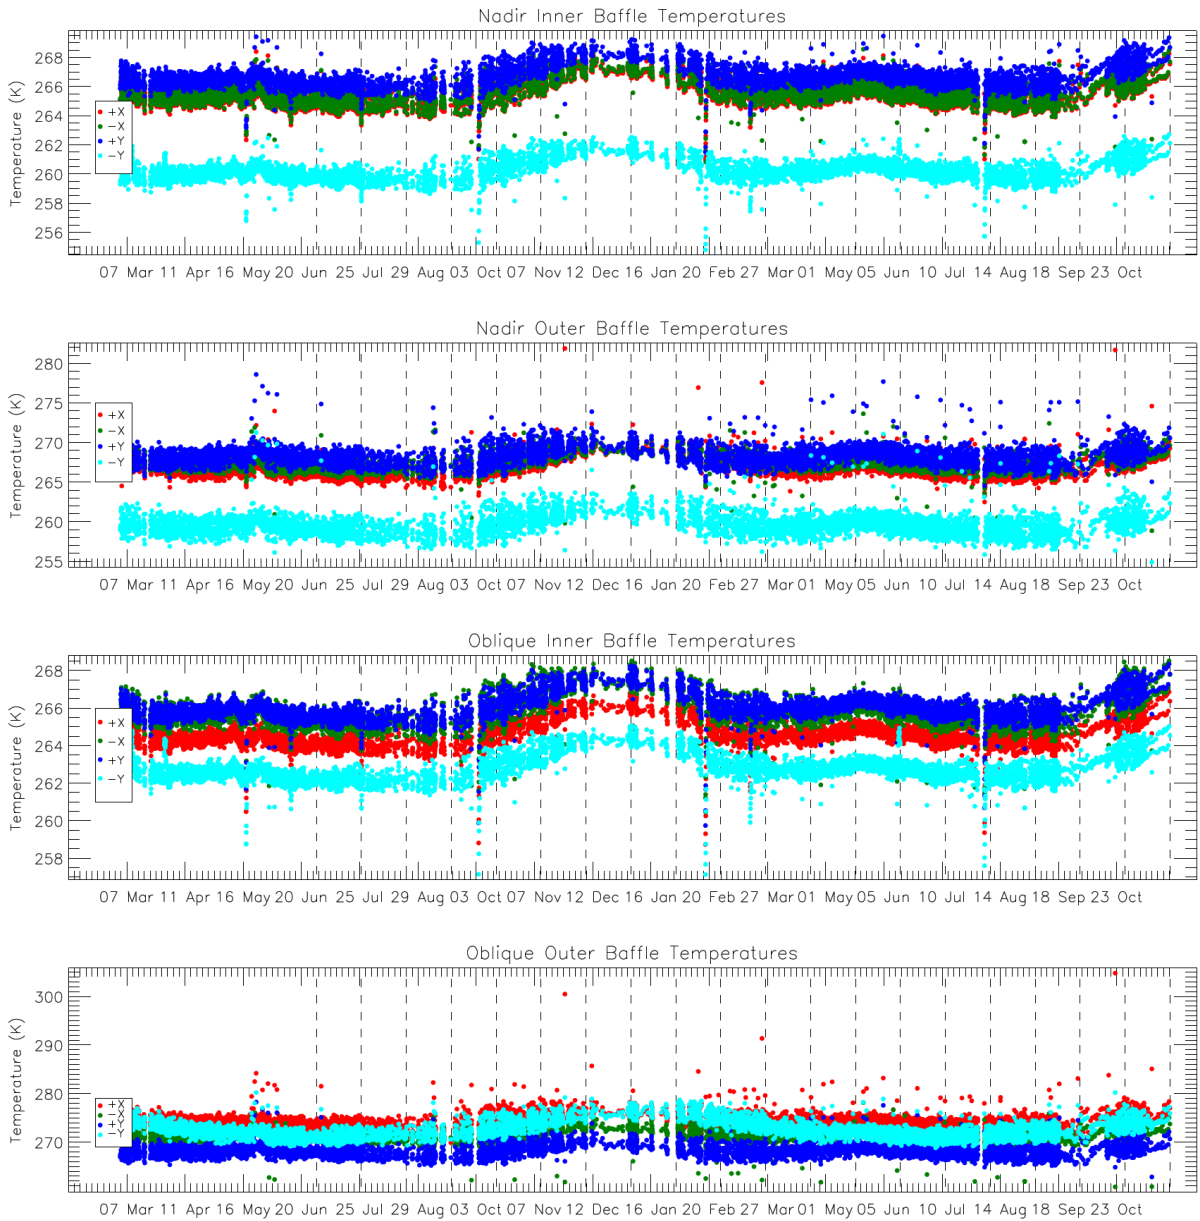 Nadir Inner Baffle Temperatures
Temperature (K)
268
266
264
262
260
258
256
+X
−X
+Y
−Y
07 Mar 11 Apr 16 May 20 Jun 25 Jul 29 Aug 03 Oct 07 Nov 12 Dec 16 Jan 20 Feb 27 Mar 01 May 05 Jun 10 Jul 14 Aug 18 Sep 23 Oct
Nadir Outer Baffle Temperatures
Temperature (K)
280
275
270
265
260
255
+X
−X
+Y
−Y
07 Mar 11 Apr 16 May 20 Jun 25 Jul 29 Aug 03 Oct 07 Nov 12 Dec 16 Jan 20 Feb 27 Mar 01 May 05 Jun 10 Jul 14 Aug 18 Sep 23 Oct
Oblique Inner Baffle Temperatures
Temperature (K)
268
266
264
262
260
258
+X
−X
+Y
−Y
07 Mar 11 Apr 16 May 20 Jun 25 Jul 29 Aug 03 Oct 07 Nov 12 Dec 16 Jan 20 Feb 27 Mar 01 May 05 Jun 10 Jul 14 Aug 18 Sep 23 Oct
Oblique Outer Baffle Temperatures
Temperature (K)
300
290
280
270
+X
−X
+Y
−Y
07 Mar 11 Apr 16 May 20 Jun 25 Jul 29 Aug 03 Oct 07 Nov 12 Dec 16 Jan 20 Feb 27 Mar 01 May 05 Jun 10 Jul 14 Aug 18 Sep 23 Oct